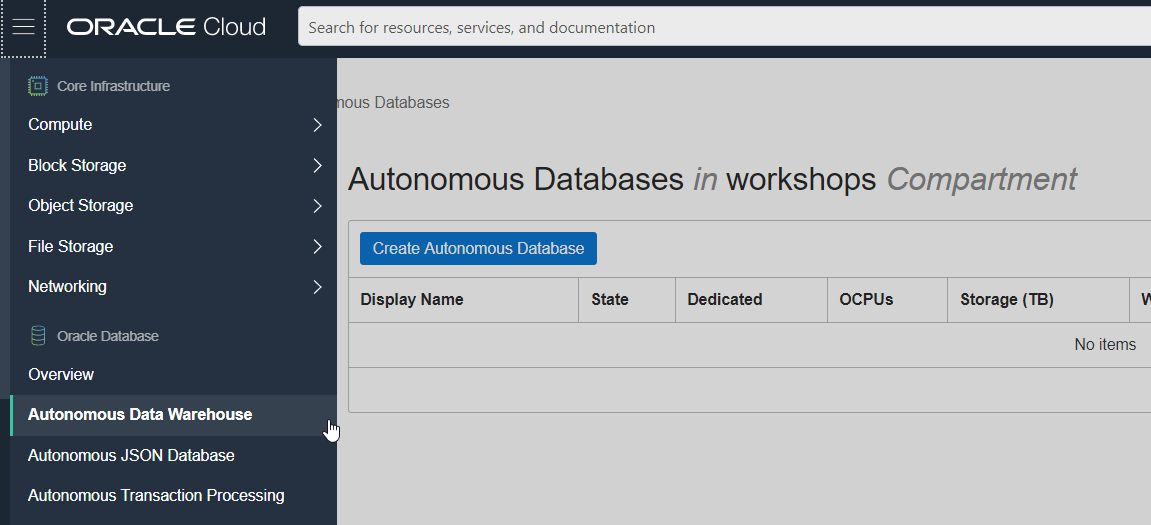 ORACLE Cloud
Search for resources, services, and documentation
Core Infrastructure
Compute
Block Storage
Object Storage
File Storage
Networking
Oracle Database
Overview
Autonomous Data Warehouse
Autonomous JSON Database
Autonomous Transaction Processing
mous Databases
Autonomous Databases in workshops Compartment
Create Autonomous Database
Display Name State Dedicated OCPUs Storage (TB) W
No items